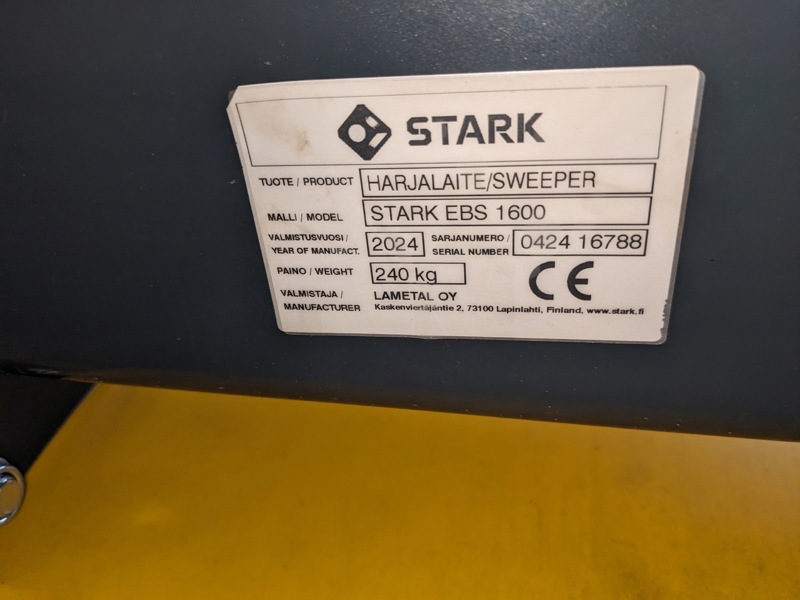 STARK
TUOTE / PRODUCT HARJALAITE/SWEEPER
MALLI / MODEL STARK EBS 1600
VALMISTUSVUOSI / YEAR OF MANUFACT. 2024 SARJANUMERO / SERIAL NUMBER 0424 16788
PAINO / WEIGHT 240 kg CE
VALMISTAJA / MANUFACTURER LAMETAL OY
Kaskenviertäjäntie 2, 73100 Lapinlahti, Finland, www.stark.fi